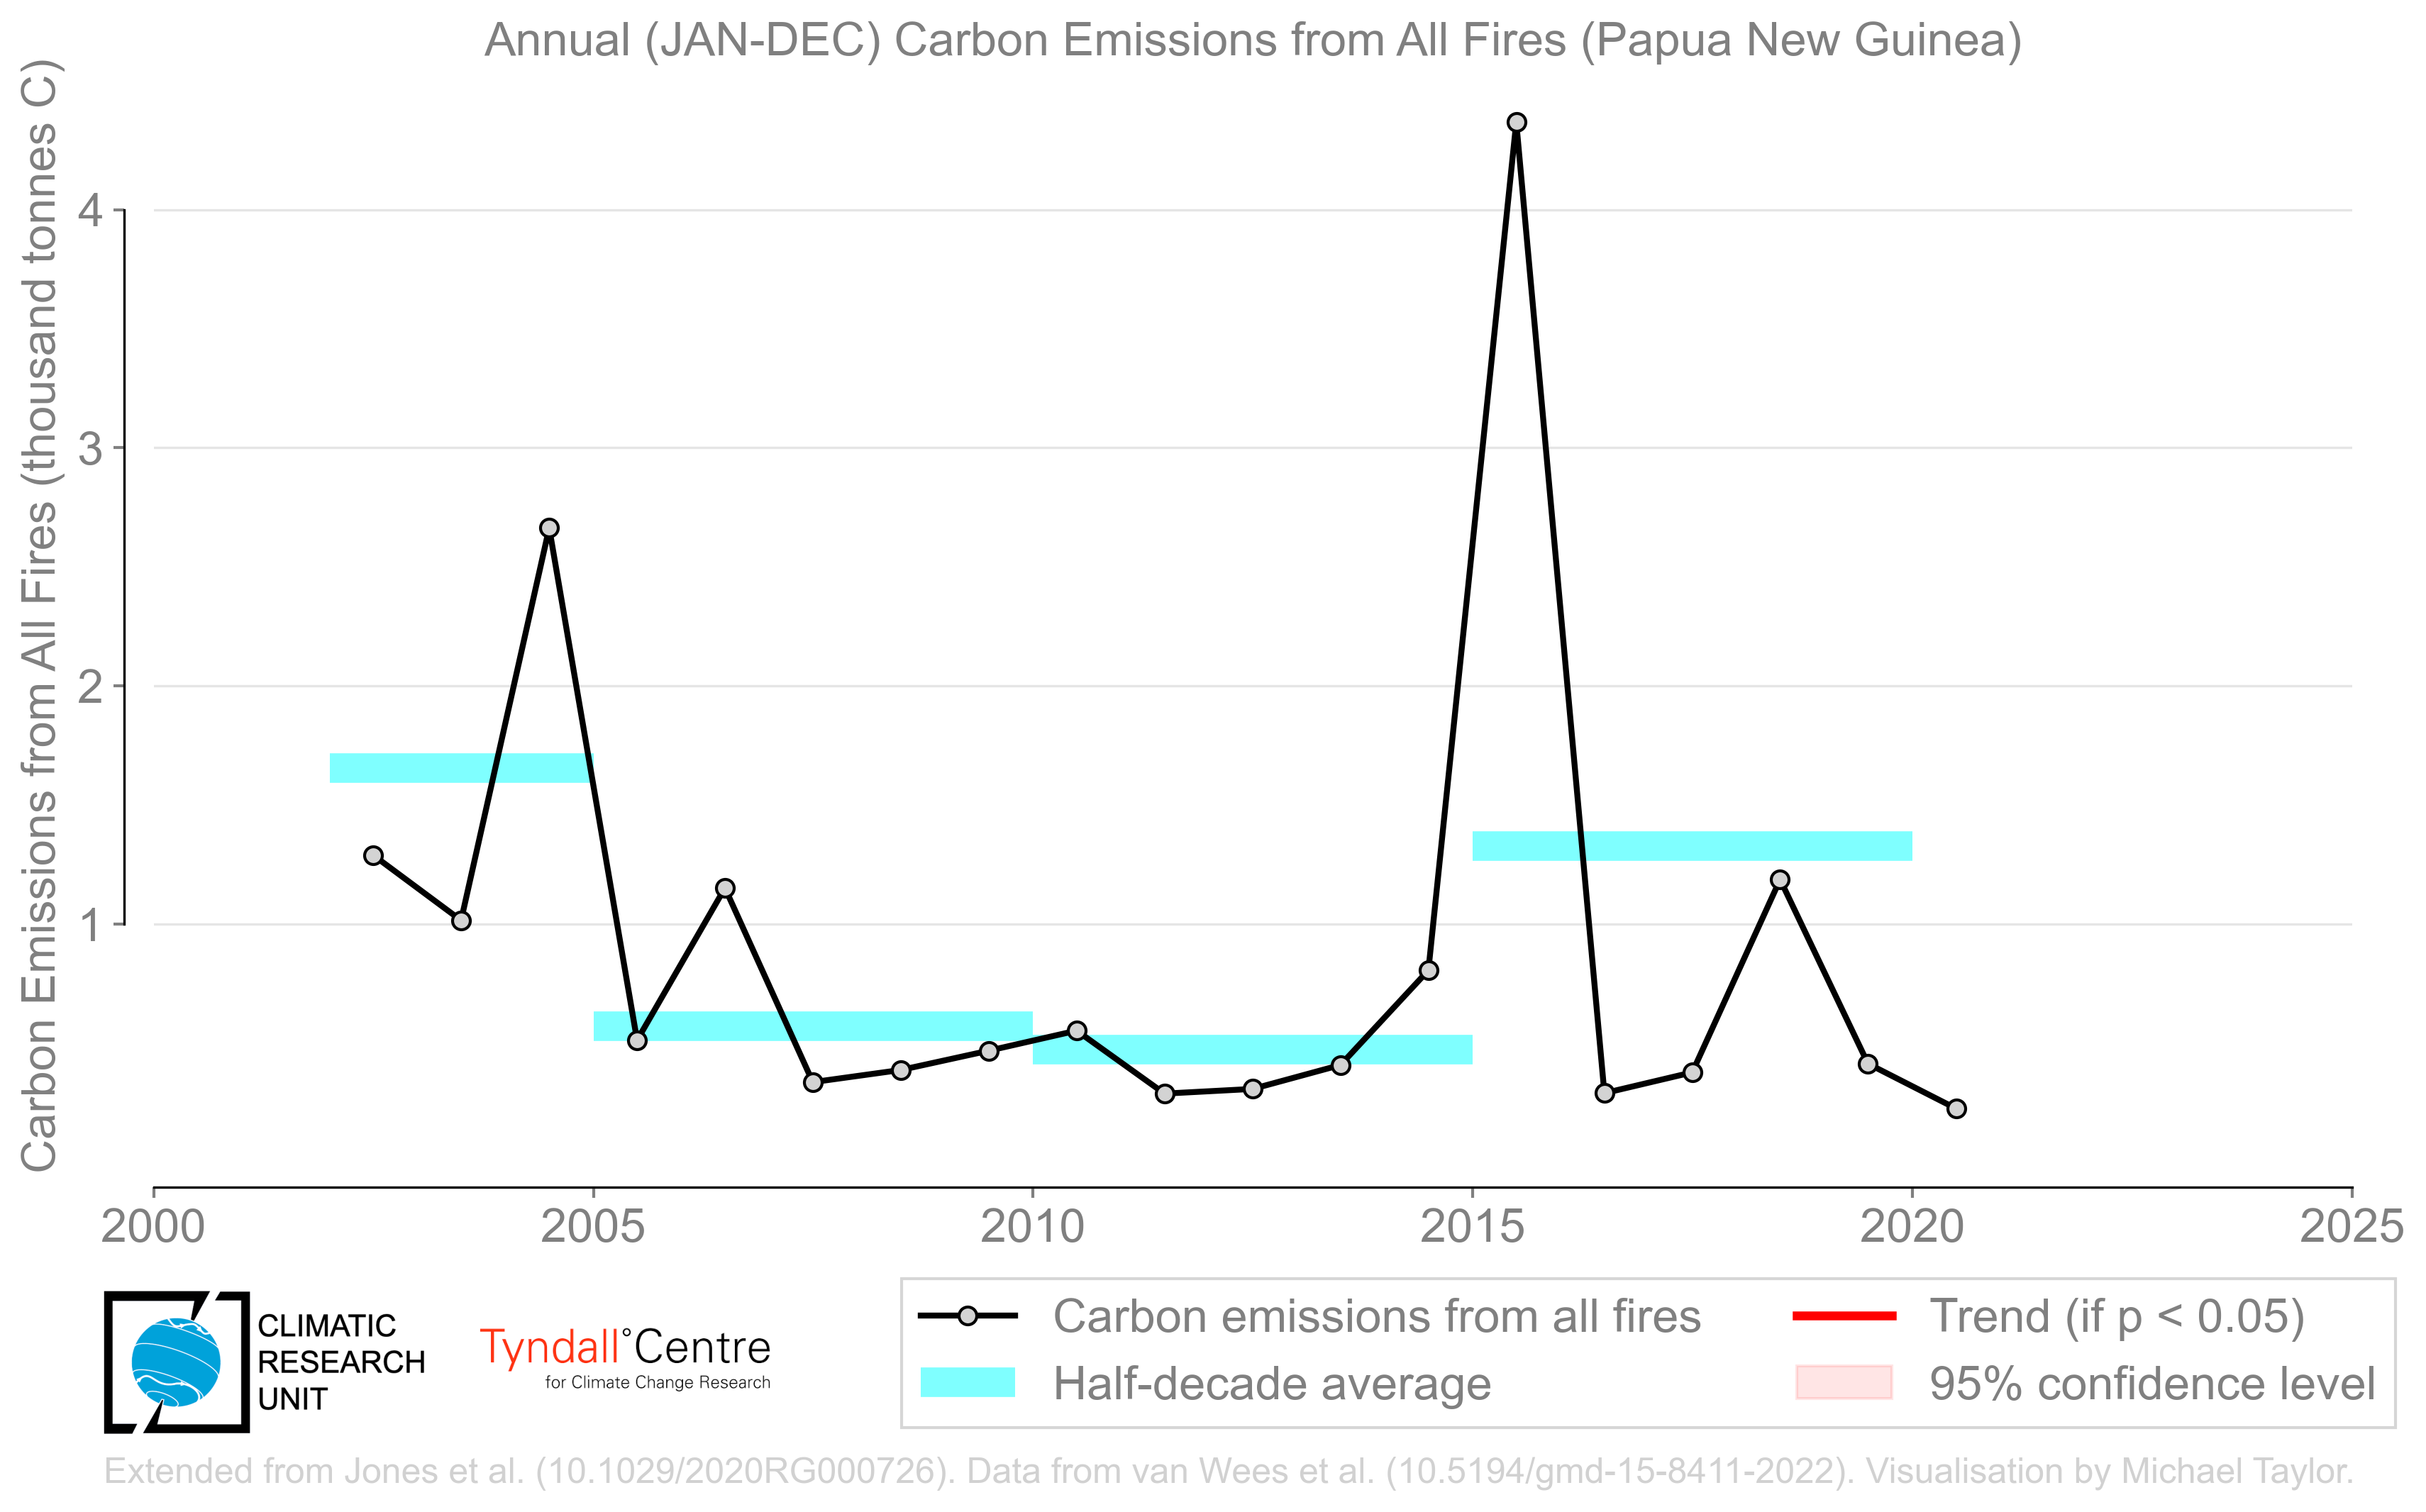 Annual (JAN-DEC) Carbon Emissions from All Fires (Papua New Guinea)
Carbon Emissions from All Fires (thousand tonnes C)
4
3
2
1
2000 2005 2010 2015 2020 2025
CLIMATIC
RESEARCH
UNIT
Tyndall°Centre
for Climate Change Research
Carbon emissions from all fires
Half-decade average
Trend (if p < 0.05)
95% confidence level
Extended from Jones et al. (10.1029/2020RG000726). Data from van Wees et al. (10.5194/gmd-15-8411-2022). Visualisation by Michael Taylor.